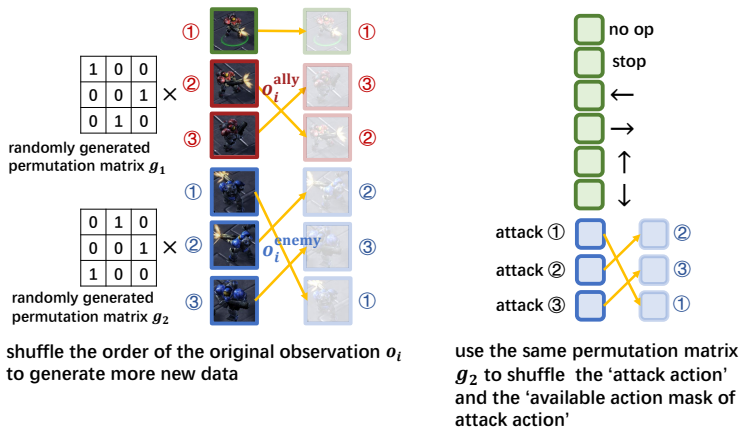 ① ①
1 0 0
0 0 1
0 1 0
×
② o_i^ally ③
③ ②
randomly generated
permutation matrix g₁
① ②
0 1 0
0 0 1
1 0 0
×
② o_i^enemy ③
③ ①
randomly generated
permutation matrix g₂
shuffle the order of the original observation o_i
to generate more new data
no op
stop
←
→
↑
↓
attack ① ②
attack ② ③
attack ③ ①
use the same permutation matrix
g₂ to shuffle the ‘attack action’
and the ‘available action mask of
attack action’